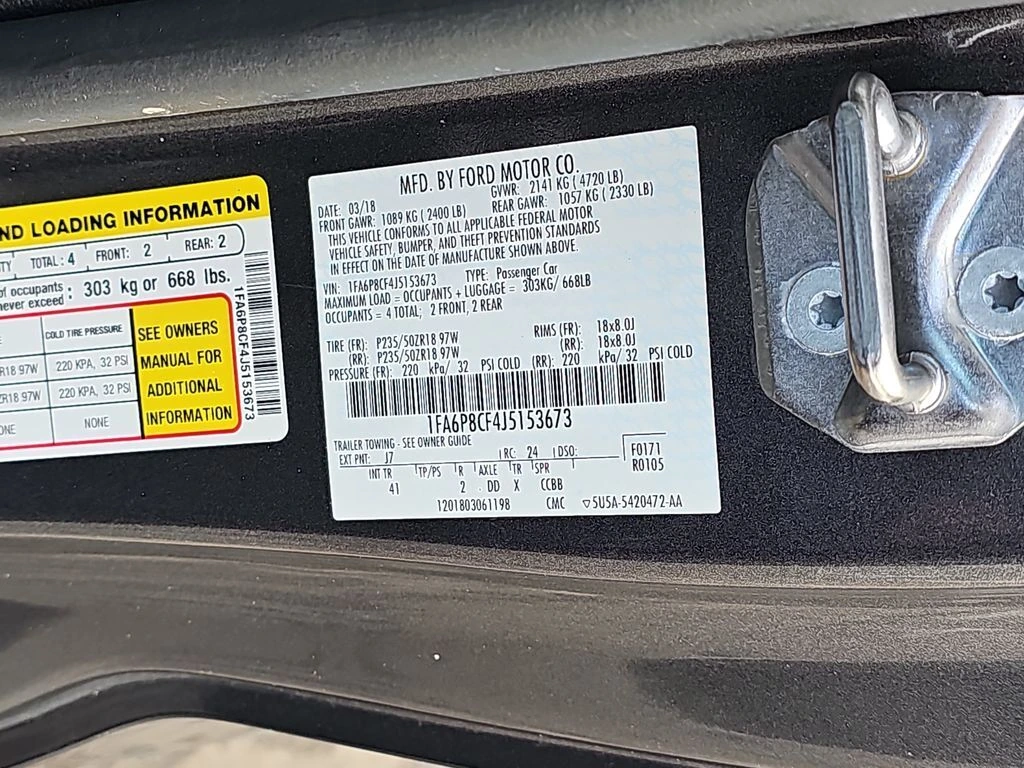 ND LOADING INFORMATION
TY TOTAL: 4 FRONT: 2 REAR: 2
of occupants
never exceed : 303 kg or 668 lbs.
COLD TIRE PRESSURE
SEE OWNERS
MANUAL FOR
ADDITIONAL
INFORMATION
R18 97W 220 KPA, 32 PSI
ZR18 97W 220 KPA, 32 PSI
ONE NONE
1FA6P8CF4J5153673
MFD. BY FORD MOTOR CO.
DATE: 03/18 GVWR: 2141 KG ( 4720 LB)
FRONT GAWR: 1089 KG ( 2400 LB) REAR GAWR: 1057 KG ( 2330 LB)
THIS VEHICLE CONFORMS TO ALL APPLICABLE FEDERAL MOTOR
VEHICLE SAFETY, BUMPER, AND THEFT PREVENTION STANDARDS
IN EFFECT ON THE DATE OF MANUFACTURE SHOWN ABOVE.
VIN: 1FA6P8CF4J5153673 TYPE: Passenger Car
MAXIMUM LOAD = OCCUPANTS + LUGGAGE = 303KG/ 668LB
OCCUPANTS = 4 TOTAL; 2 FRONT, 2 REAR
TIRE (FR): P235/50ZR18 97W RIMS (FR): 18x8.0J
(RR): P235/50ZR18 97W (RR): 18x8.0J
PRESSURE (FR): 220 kPa/ 32 PSI COLD (RR): 220 kPa/ 32 PSI COLD
1FA6P8CF4J5153673
TRAILER TOWING - SEE OWNER GUIDE
EXT PNT: J7 RC: 24 DSO: F0171
INT TR TP/PS R AXLE TR SPR R0105
41 2 DD X CCBB
1201803061198 CMC ▽5U5A-5420472-AA